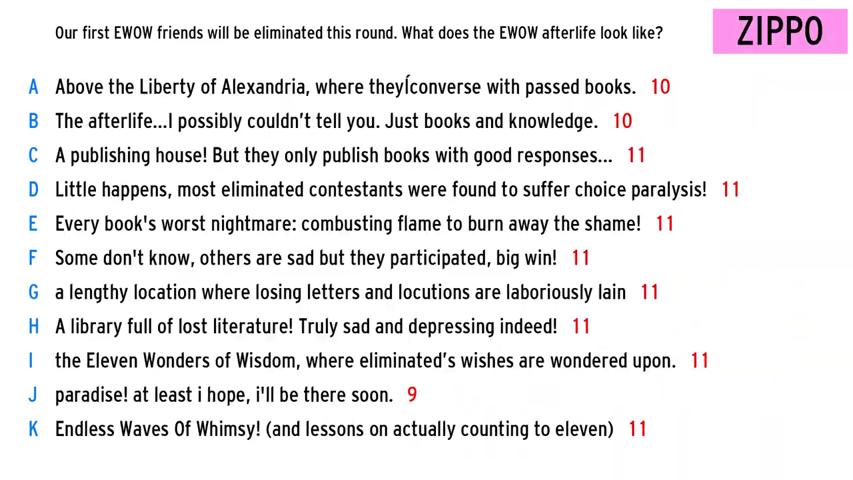 Our first EWOW friends will be eliminated this round. What does the EWOW afterlife look like?
ZIPPO
A Above the Liberty of Alexandria, where theyÍconverse with passed books. 10
B The afterlife...I possibly couldn't tell you. Just books and knowledge. 10
C A publishing house! But they only publish books with good responses... 11
D Little happens, most eliminated contestants were found to suffer choice paralysis! 11
E Every book's worst nightmare: combusting flame to burn away the shame! 11
F Some don't know, others are sad but they participated, big win! 11
G a lengthy location where losing letters and locutions are laboriously lain 11
H A library full of lost literature! Truly sad and depressing indeed! 11
I the Eleven Wonders of Wisdom, where eliminated's wishes are wondered upon. 11
J paradise! at least i hope, i'll be there soon. 9
K Endless Waves Of Whimsy! (and lessons on actually counting to eleven) 11